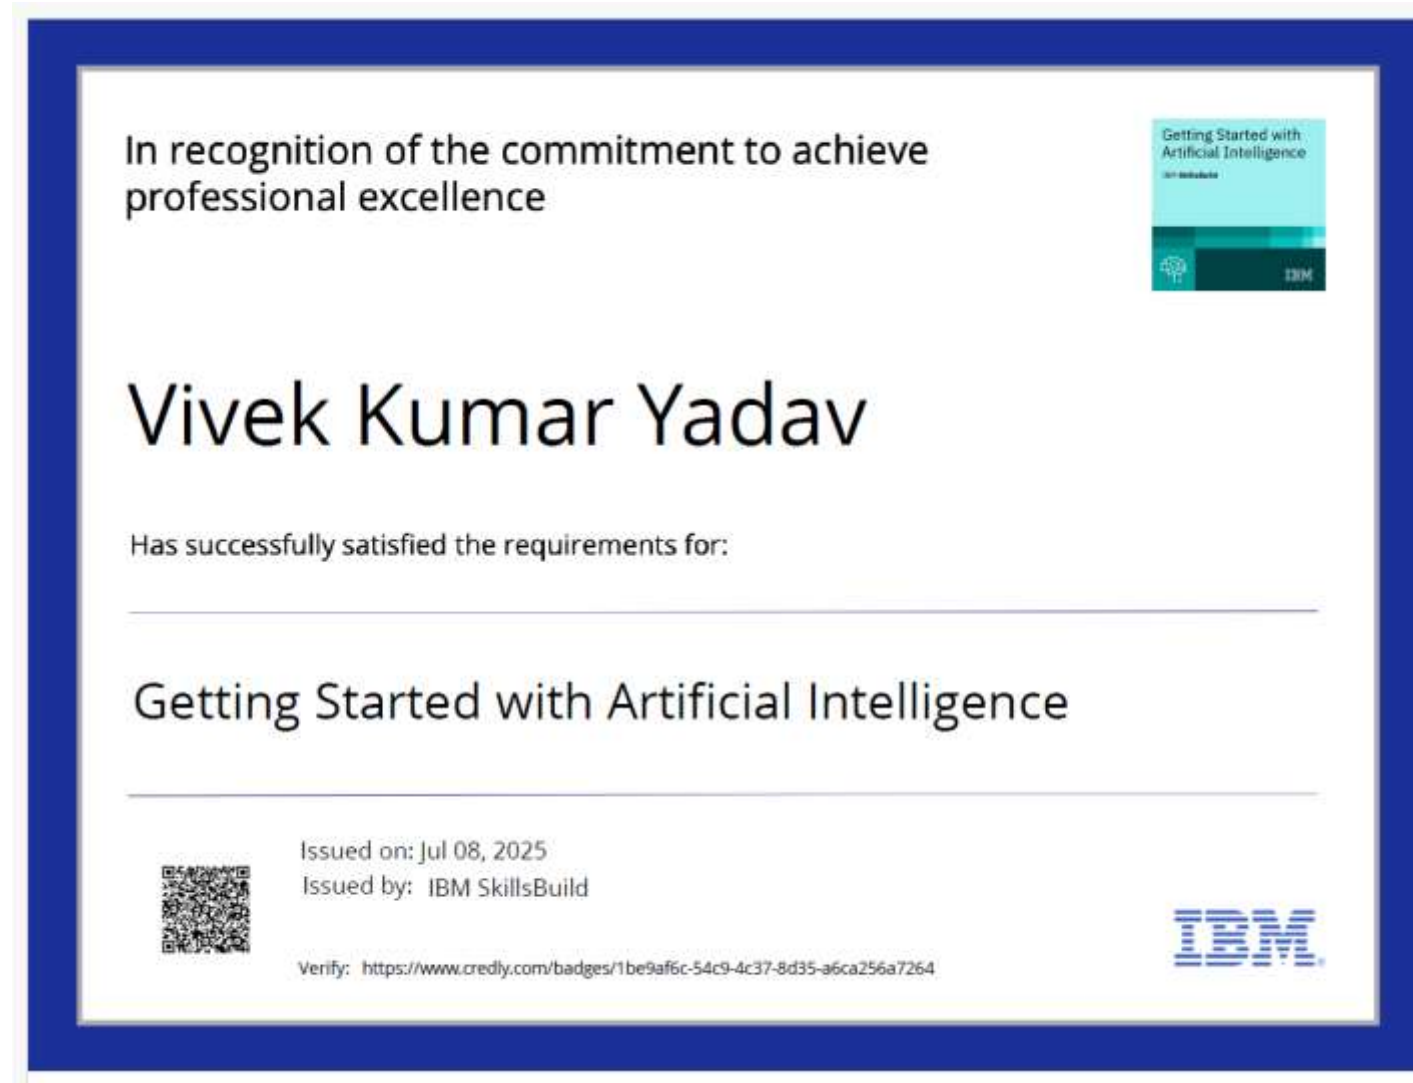 In recognition of the commitment to achieve
professional excellence
Getting Started with
Artificial Intelligence
IBM SkillsBuild
IBM
Vivek Kumar Yadav
Has successfully satisfied the requirements for:
Getting Started with Artificial Intelligence
Issued on: Jul 08, 2025
Issued by: IBM SkillsBuild
Verify: https://www.credly.com/badges/1be9af6c-54c9-4c37-8d35-a6ca256a7264
IBM